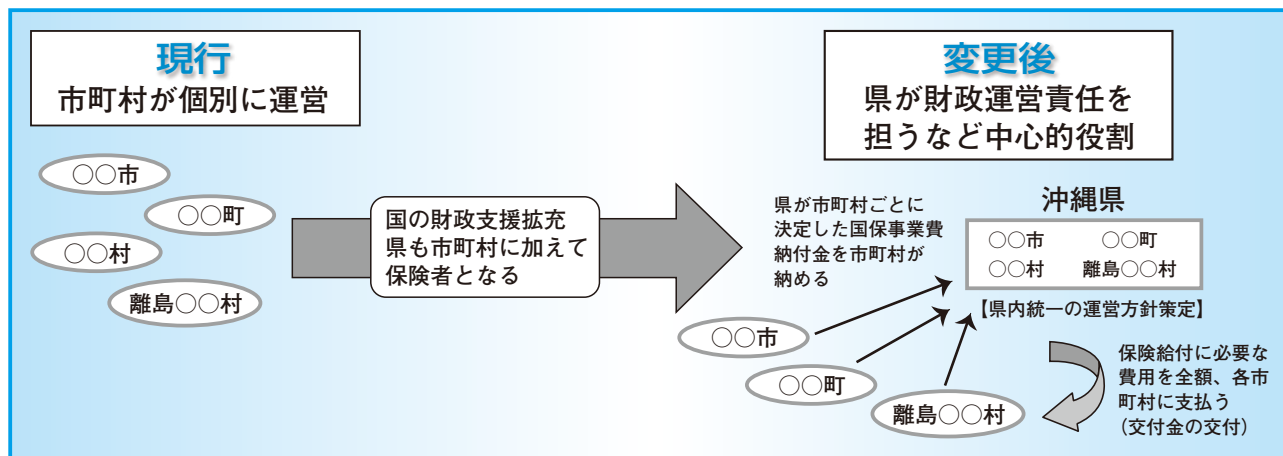 現行
市町村が個別に運営
○○市
○○町
○○村
離島○○村
国の財政支援拡充
県も市町村に加えて
保険者となる
変更後
県が財政運営責任を
担うなど中心的役割
県が市町村ごとに
決定した国保事業費
納付金を市町村が
納める
沖縄県
○○市 ○○町
○○村 離島○○村
【県内統一の運営方針策定】
○○市
○○町
離島○○村
保険給付に必要な
費用を全額、各市
町村に支払う
(交付金の交付)